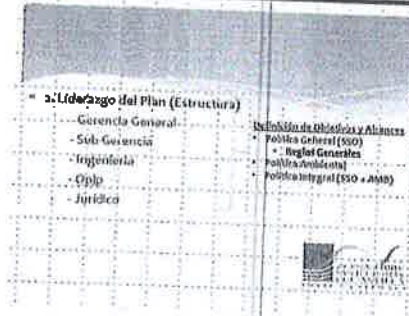 a. Liderazgo del Plan (Estructura)
- Gerencia General
- Sub Gerencia
- Ingeniería
- Jurídico
Definición de Objetivos y Alcances
• Política General (SSO)
• Reglas Generales
• Política Ambiental
• Política Integral (SSO + AMB)